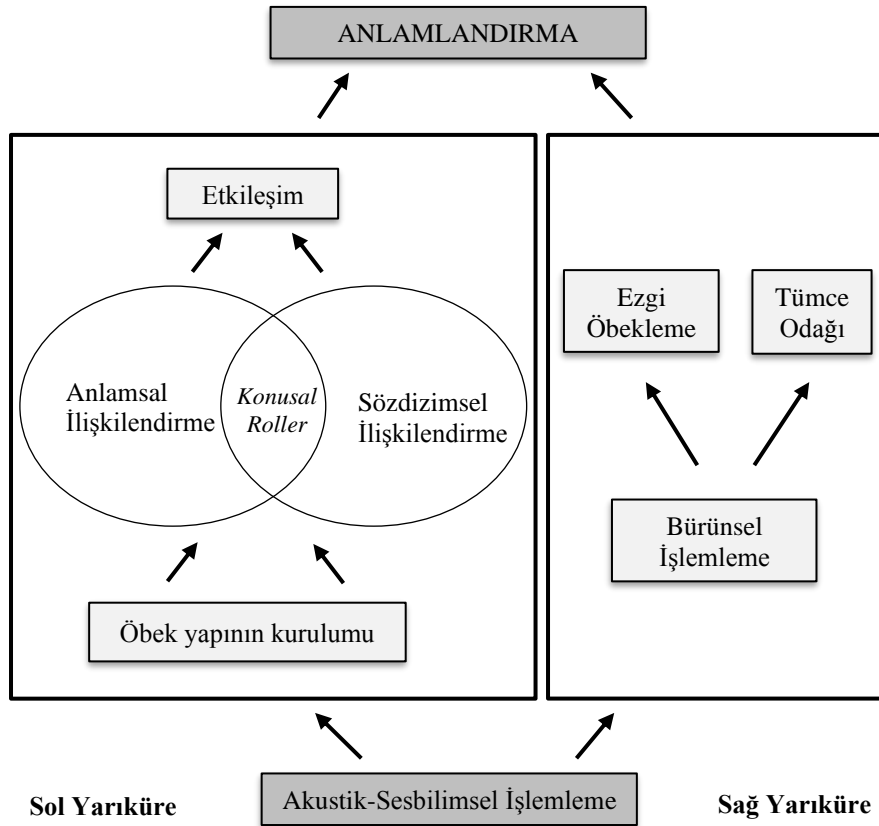 ANLAMLANDIRMA
Etkileşim
Anlamsal
İlişkilendirme
Konusal
Roller
Sözdizimsel
İlişkilendirme
Öbek yapının kurulumu
Ezgi
Öbekleme
Tümce
Odağı
Bürünsel
İşlemleme
Sol Yarıküre
Akustik-Sesbilimsel İşlemleme
Sağ Yarıküre